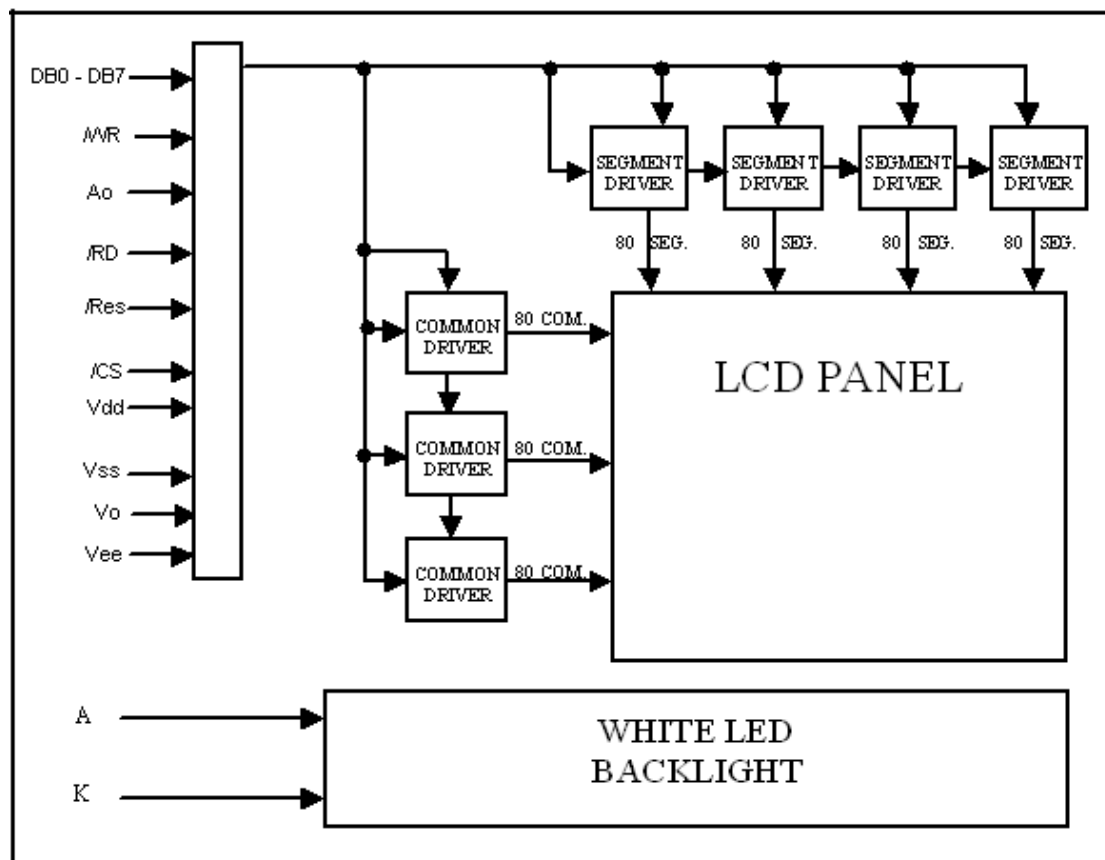 DB0 - DB7
/WR
Ao
/RD
/Res
/CS
Vdd
Vss
Vo
Vee
SEGMENT
DRIVER
SEGMENT
DRIVER
SEGMENT
DRIVER
SEGMENT
DRIVER
80 SEG.
80 SEG.
80 SEG.
80 SEG.
COMMON
DRIVER
80 COM.
COMMON
DRIVER
80 COM.
COMMON
DRIVER
80 COM.
LCD PANEL
A
K
WHITE LED
BACKLIGHT